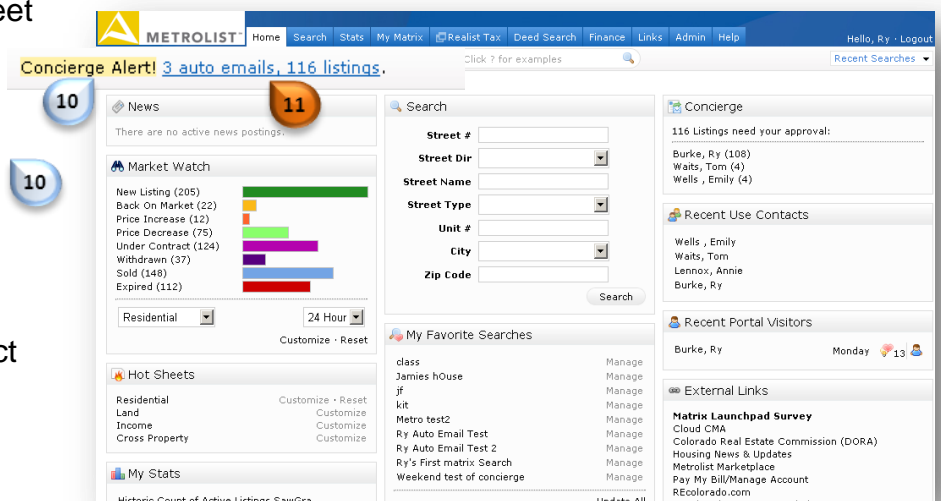 eet
METROLIST
Home Search Stats My Matrix Realist Tax Deed Search Finance Links Admin Help
Hello, Ry · Logout
Concierge Alert! 3 auto emails, 116 listings.
Click ? for examples
Recent Searches
10
11
10
ct
News
There are no active news postings.
Market Watch
New Listing (205)
Back On Market (22)
Price Increase (12)
Price Decrease (75)
Under Contract (124)
Withdrawn (37)
Sold (148)
Expired (112)
Residential
24 Hour
Customize · Reset
Hot Sheets
Residential Customize · Reset
Land Customize
Income Customize
Cross Property Customize
My Stats
Historic Count of Active Listings SawGra
Search
Street #
Street Dir
Street Name
Street Type
Unit #
City
Zip Code
Search
My Favorite Searches
class Manage
Jamies hOuse Manage
jf Manage
kit Manage
Metro test2 Manage
Ry Auto Email Test Manage
Ry Auto Email Test 2 Manage
Ry's First matrix Search Manage
Weekend test of concierge Manage
Update All
Concierge
116 Listings need your approval:
Burke, Ry (108)
Waits, Tom (4)
Wells , Emily (4)
Recent Use Contacts
Wells , Emily
Waits, Tom
Lennox, Annie
Burke, Ry
Recent Portal Visitors
Burke, Ry Monday 13
External Links
Matrix Launchpad Survey
Cloud CMA
Colorado Real Estate Commission (DORA)
Housing News & Updates
Metrolist Marketplace
Pay My Bill/Manage Account
REcolorado.com